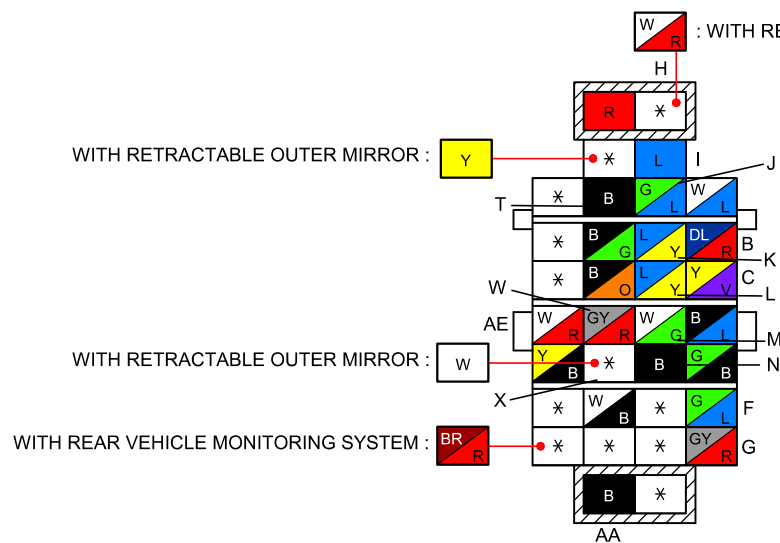 W R : WITH RE
H
R *
WITH RETRACTABLE OUTER MIRROR : Y * L I J
T * B G L W L
* B G L Y DL R B K
W * B O L Y Y V C L
AE W R GY R W G B L M
WITH RETRACTABLE OUTER MIRROR : W Y B * B G B N
X * W B * G L F
WITH REAR VEHICLE MONITORING SYSTEM : BR R * * * GY R G
B *
AA